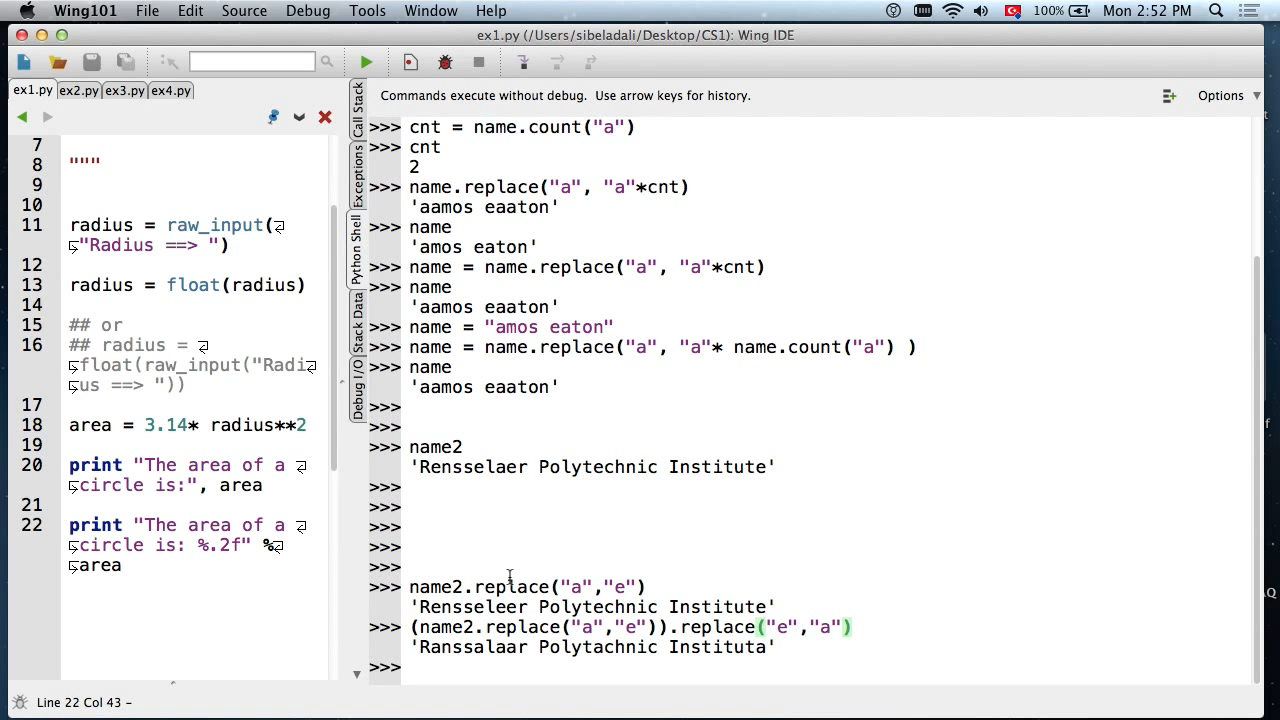 Wing101 File Edit Source Debug Tools Window Help 100% Mon 2:52 PM
ex1.py (/Users/sibeladali/Desktop/CS1): Wing IDE
ex1.py ex2.py ex3.py ex4.py
7
8 """
9
10
11 radius = raw_input(
"Radius ==> ")
12
13 radius = float(radius)
14
15 ## or
16 ## radius =
float(raw_input("Radi
us ==> "))
17
18 area = 3.14* radius**2
19
20 print "The area of a
circle is:", area
21
22 print "The area of a
circle is: %.2f" %
area
Call Stack
Exceptions
Python Shell
Stack Data
Debug I/O
Commands execute without debug. Use arrow keys for history.
Options
>>> cnt = name.count("a")
>>> cnt
2
>>> name.replace("a", "a"*cnt)
'aamos eaaton'
>>> name
'amos eaton'
>>> name = name.replace("a", "a"*cnt)
>>> name
'aamos eaaton'
>>> name = "amos eaton"
>>> name = name.replace("a", "a"* name.count("a") )
>>> name
'aamos eaaton'
>>>
>>>
>>> name2
'Rensselaer Polytechnic Institute'
>>>
>>>
>>>
>>>
>>>
>>> name2.replace("a","e")
'Rensseleer Polytechnic Institute'
>>> (name2.replace("a","e")).replace("e","a")
'Ranssalaar Polytachnic Instituta'
>>>
Line 22 Col 43 –